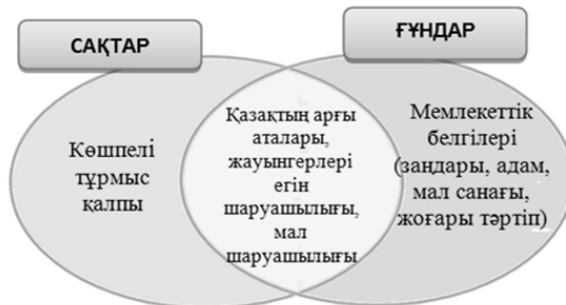 САҚТАР
ҒҰНДАР
Көшпелі
тұрмыс
қалпы
Қазақтың арғы
аталары,
жауынгерлері
егін
шаруашылығы,
мал
шаруашылығы
Мемлекеттік
белгілері
(заңдары, адам,
мал санағы,
жоғары тәртіп)